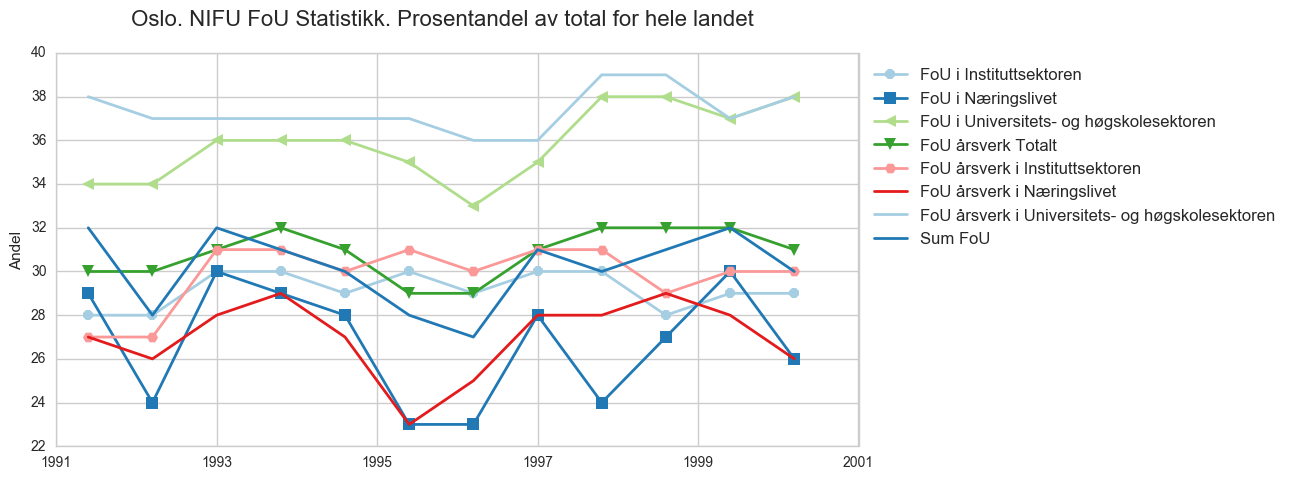 Oslo. NIFU FoU Statistikk. Prosentandel av total for hele landet
Andel
40
38
36
34
32
30
28
26
24
22
1991
1993
1995
1997
1999
2001
FoU i Instituttsektoren
FoU i Næringslivet
FoU i Universitets- og høgskolesektoren
FoU årsverk Totalt
FoU årsverk i Instituttsektoren
FoU årsverk i Næringslivet
FoU årsverk i Universitets- og høgskolesektoren
Sum FoU